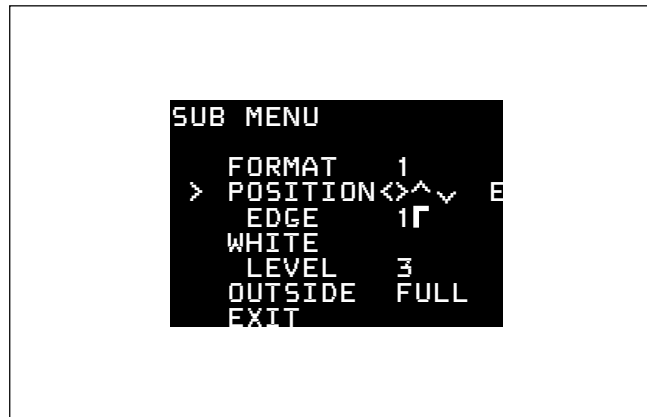 SUB MENU
FORMAT 1
> POSITION<>^⌄ E
EDGE 1┏
WHITE
LEVEL 3
OUTSIDE FULL
EXIT